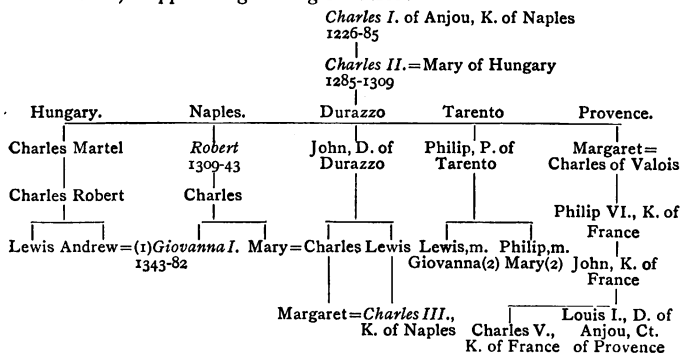 Charles I. of Anjou, K. of Naples
1226-85
Charles II.=Mary of Hungary
1285-1309
Hungary. Naples. Durazzo Tarento Provence.
Charles Martel Robert John, D. of Philip, P. of Margaret=
1309-43 Durazzo Tarento Charles of Valois
Charles Robert Charles
Philip VI., K. of
France
Lewis Andrew=(1)Giovanna I. Mary=Charles Lewis Lewis,m. Philip,m.
1343-82 Giovanna(2) Mary(2) John, K. of
France
Margaret=Charles III., Louis I., D. of
K. of Naples Charles V., Anjou, Ct.
K. of France of Provence